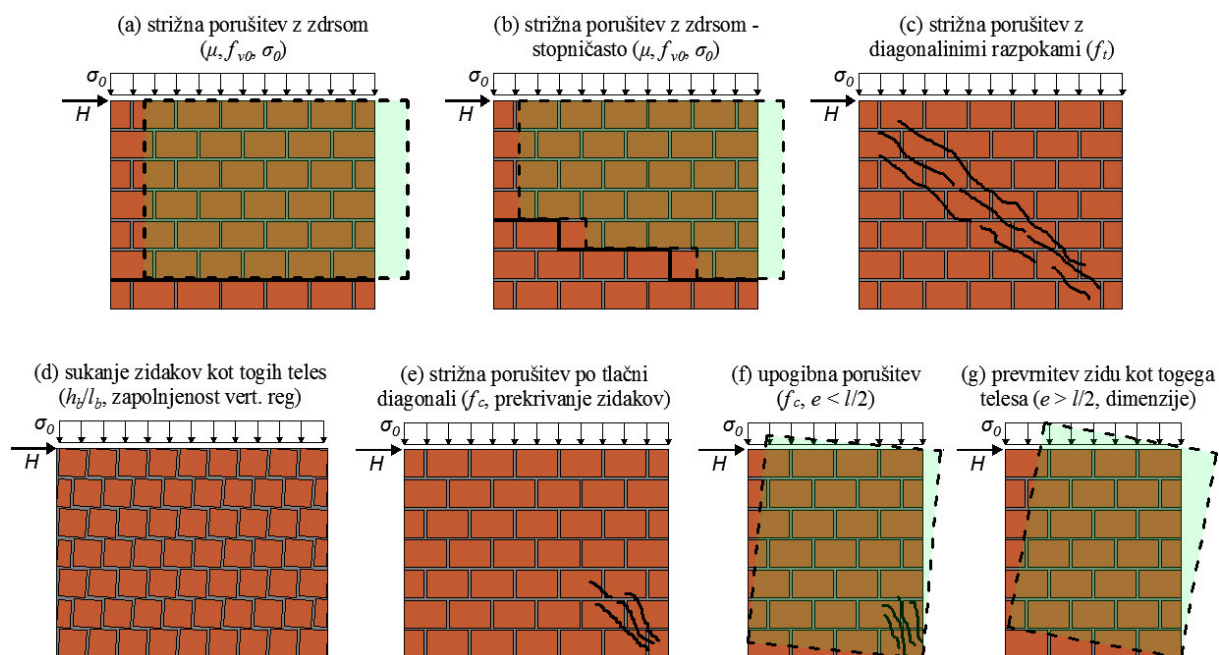 (a) strižna porušitev z zdrsom
(μ, fv0, σ0)
σ0
H
(b) strižna porušitev z zdrsom -
stopničasto (μ, fv0, σ0)
σ0
H
(c) strižna porušitev z
diagonalinimi razpokami (ft)
σ0
H
(d) sukanje zidakov kot togih teles
(hb/lb, zapolnjenost vert. reg)
σ0
H
(e) strižna porušitev po tlačni
diagonali (fc, prekrivanje zidakov)
σ0
H
(f) upogibna porušitev
(fc, e < l/2)
σ0
H
(g) prevrnitev zidu kot togega
telesa (e > l/2, dimenzije)
σ0
H